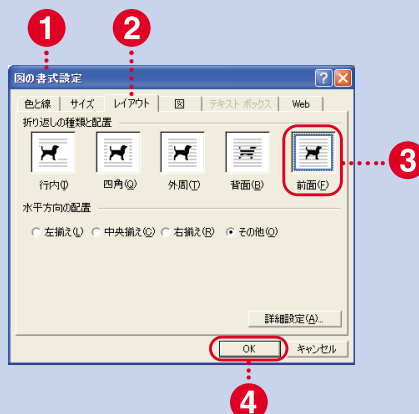 1
2
図の書式設定
色と線 サイズ レイアウト 図 テキスト ボックス Web
折り返しの種類と配置
3
行内(I) 四角(Q) 外周(T) 背面(B) 前面(F)
水平方向の配置
左揃え(L) 中央揃え(C) 右揃え(R) その他(O)
詳細設定(A)...
OK キャンセル
4